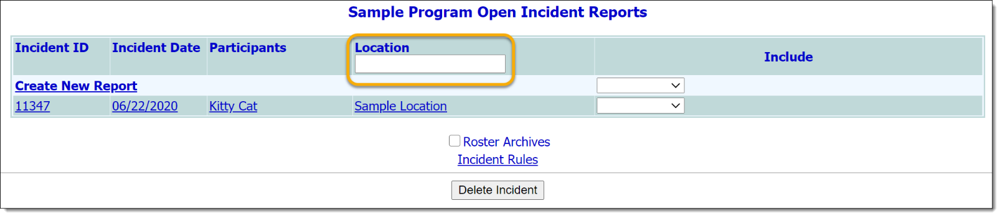 Sample Program Open Incident Reports
Incident ID Incident Date Participants Location Include
Create New Report
11347 06/22/2020 Kitty Cat Sample Location
Roster Archives
Incident Rules
Delete Incident